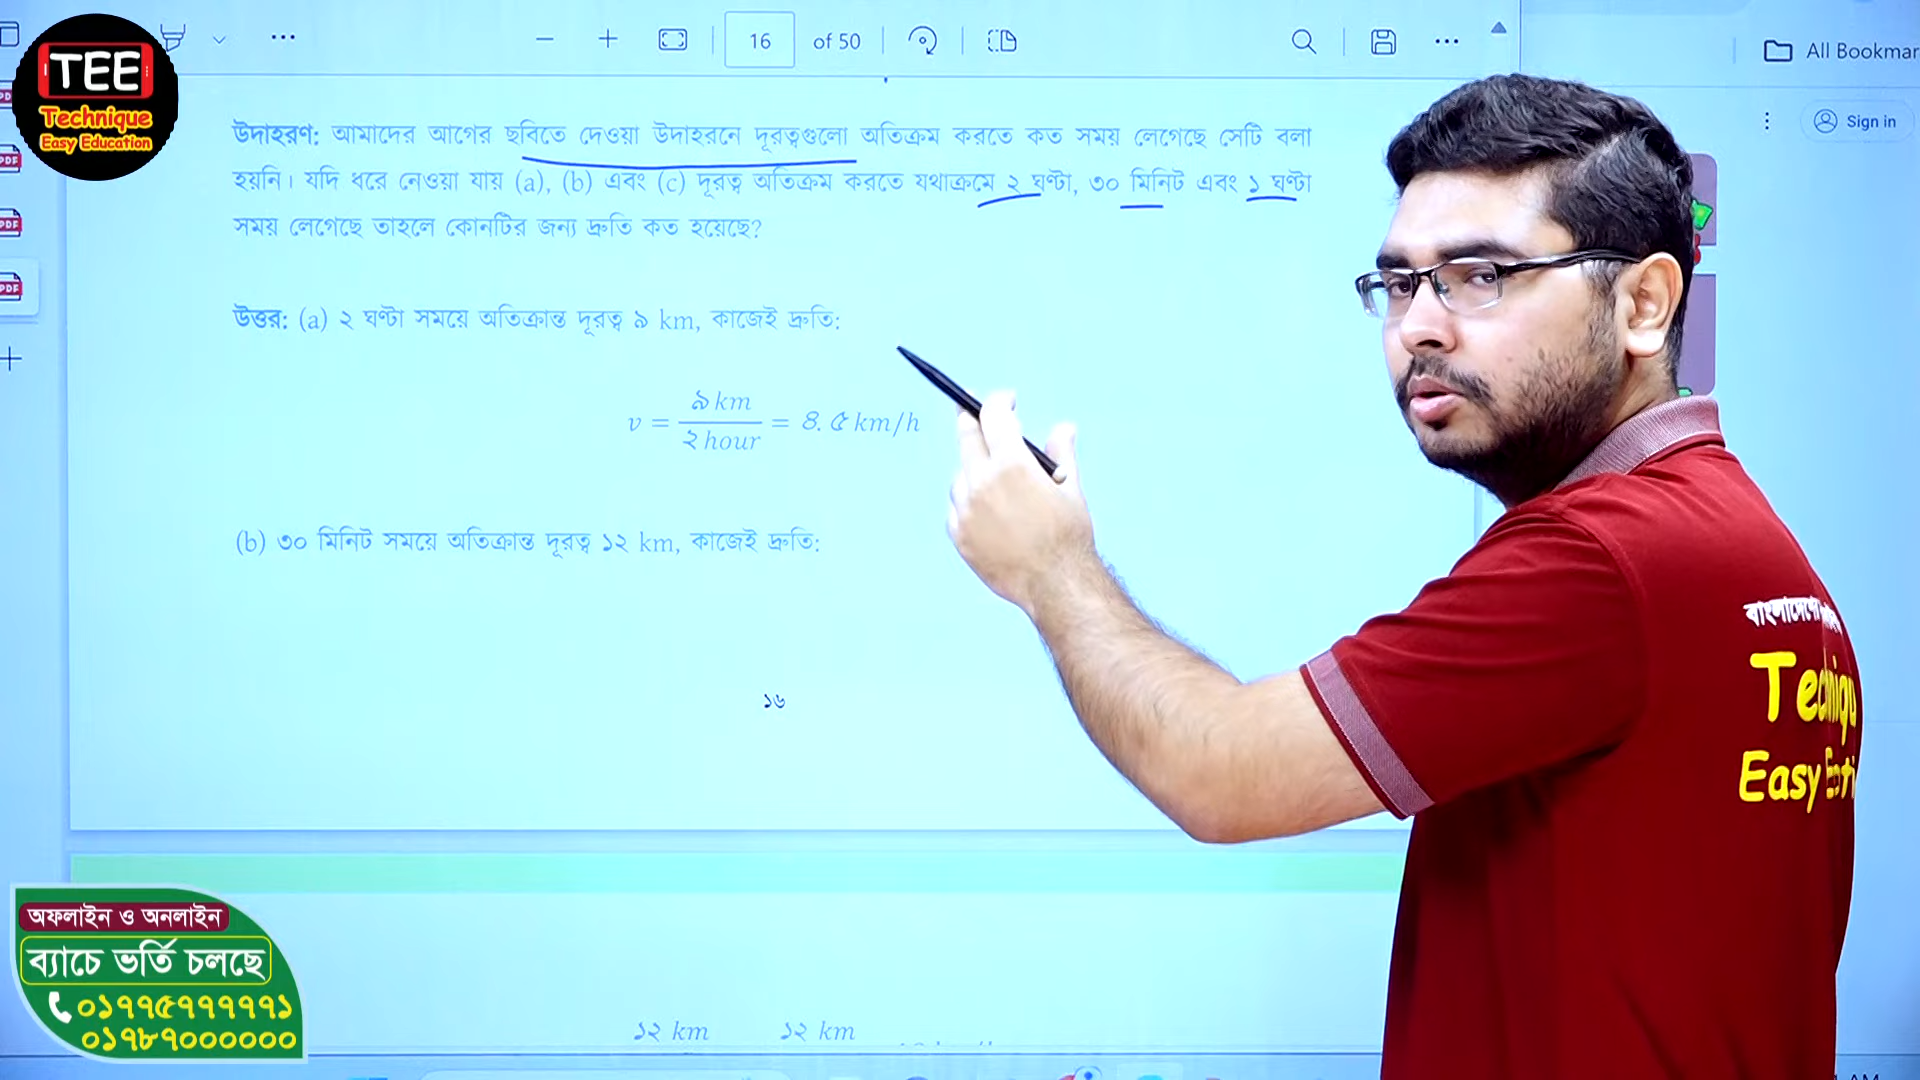 TEE
Technique
Easy Education
16 of 50
All Bookmar
Sign in
উদাহরণ: আমাদের আগের ছবিতে দেওয়া উদাহরনে দূরত্বগুলো অতিক্রম করতে কত সময় লেগেছে সেটি বলা
হয়নি। যদি ধরে নেওয়া যায় (a), (b) এবং (c) দূরত্ব অতিক্রম করতে যথাক্রমে ২ ঘণ্টা, ৩০ মিনিট এবং ১ ঘণ্টা
সময় লেগেছে তাহলে কোনটির জন্য দ্রুতি কত হয়েছে?
উত্তর: (a) ২ ঘণ্টা সময়ে অতিক্রান্ত দূরত্ব ৯ km, কাজেই দ্রুতি:
v = ৯ km / ২ hour = ৪.৫ km/h
(b) ৩০ মিনিট সময়ে অতিক্রান্ত দূরত্ব ১২ km, কাজেই দ্রুতি:
১৬
১২ km ১২ km
PDF
PDF
PDF
PDF
Easy
অফলাইন ও অনলাইন
ব্যাচে ভর্তি চলছে
০১৭৭৫৭৭৭৭৭১
০১৭৮৭০০০০০০